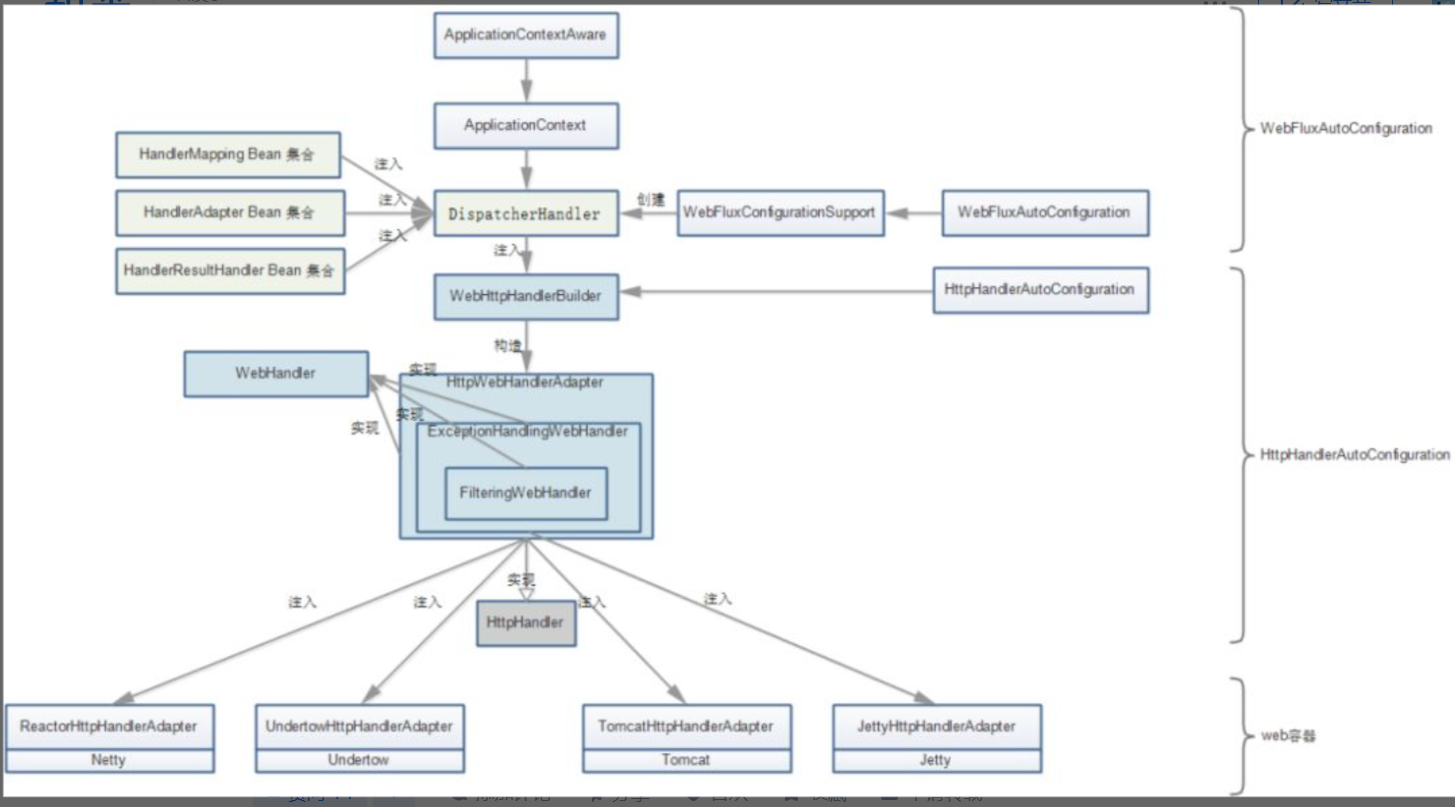 ApplicationContextAware
ApplicationContext
WebFluxAutoConfiguration
HandlerMapping Bean 集合
注入
HandlerAdapter Bean 集合
注入
DispatcherHandler
创建
WebFluxConfigurationSupport
WebFluxAutoConfiguration
HandlerResultHandler Bean 集合
注入
注入
WebHttpHandlerBuilder
HttpHandlerAutoConfiguration
构造
WebHandler
实现
HttpWebHandlerAdapter
实现
实现
ExceptionHandlingWebHandler
HttpHandlerAutoConfiguration
FilteringWebHandler
实现
注入
注入
注入
注入
HttpHandler
ReactorHttpHandlerAdapter
UndertowHttpHandlerAdapter
TomcatHttpHandlerAdapter
JettyHttpHandlerAdapter
web容器
Netty
Undertow
Tomcat
Jetty